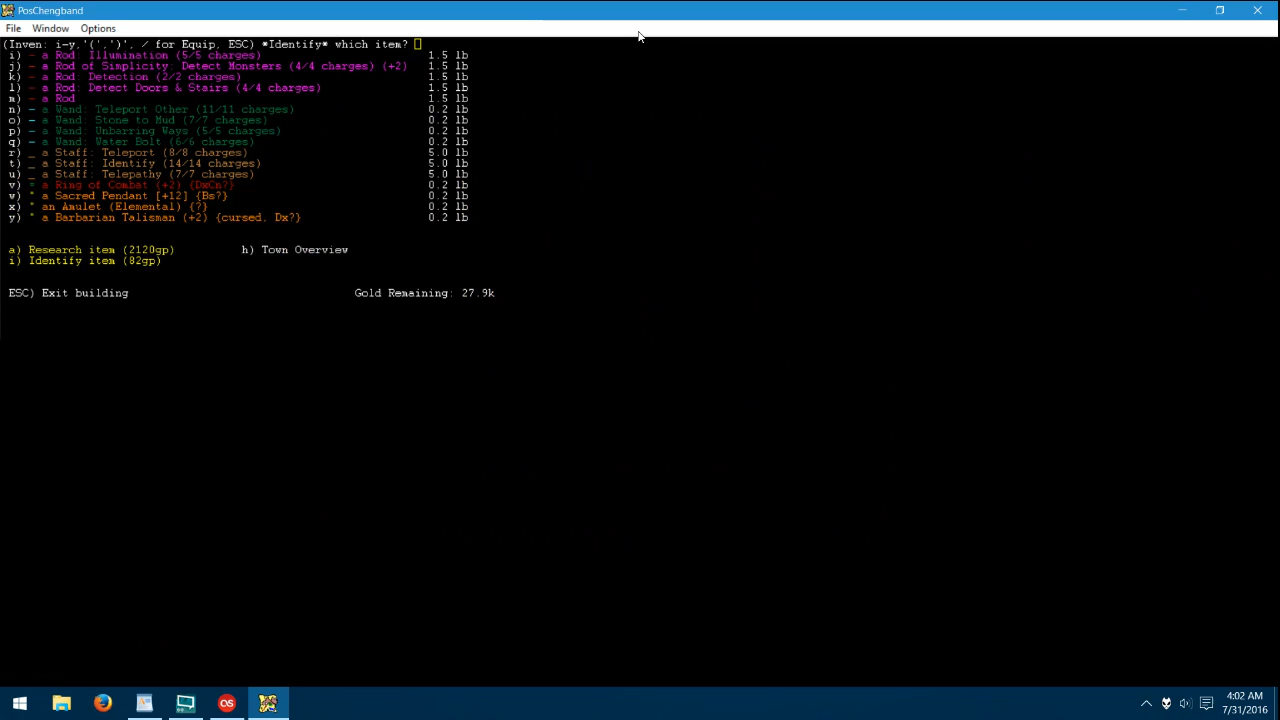 PosChengband
File Window Options
(Inven: i-y,'(',')', / for Equip, ESC) *Identify* which item?
i) - a Rod: Illumination (5/5 charges) 1.5 lb
j) - a Rod of Simplicity: Detect Monsters (4/4 charges) (+2) 1.5 lb
k) - a Rod: Detection (2/2 charges) 1.5 lb
l) - a Rod: Detect Doors & Stairs (4/4 charges) 1.5 lb
m) - a Rod 1.5 lb
n) - a Wand: Teleport Other (11/11 charges) 0.2 lb
o) - a Wand: Stone to Mud (7/7 charges) 0.2 lb
p) - a Wand: Unbarring Ways (5/5 charges) 0.2 lb
q) - a Wand: Water Bolt (6/6 charges) 0.2 lb
r) _ a Staff: Teleport (8/8 charges) 5.0 lb
t) _ a Staff: Identify (14/14 charges) 5.0 lb
u) _ a Staff: Telepathy (7/7 charges) 5.0 lb
v) = a Ring of Combat (+2) {DxCn?} 0.2 lb
w) " a Sacred Pendant [+12] {Bs?} 0.2 lb
x) " an Amulet (Elemental) {?} 0.2 lb
y) " a Barbarian Talisman (+2) {cursed, Dx?} 0.2 lb
a) Research item (2120gp) h) Town Overview
i) Identify item (82gp)
ESC) Exit building Gold Remaining: 27.9k
4:02 AM
7/31/2016